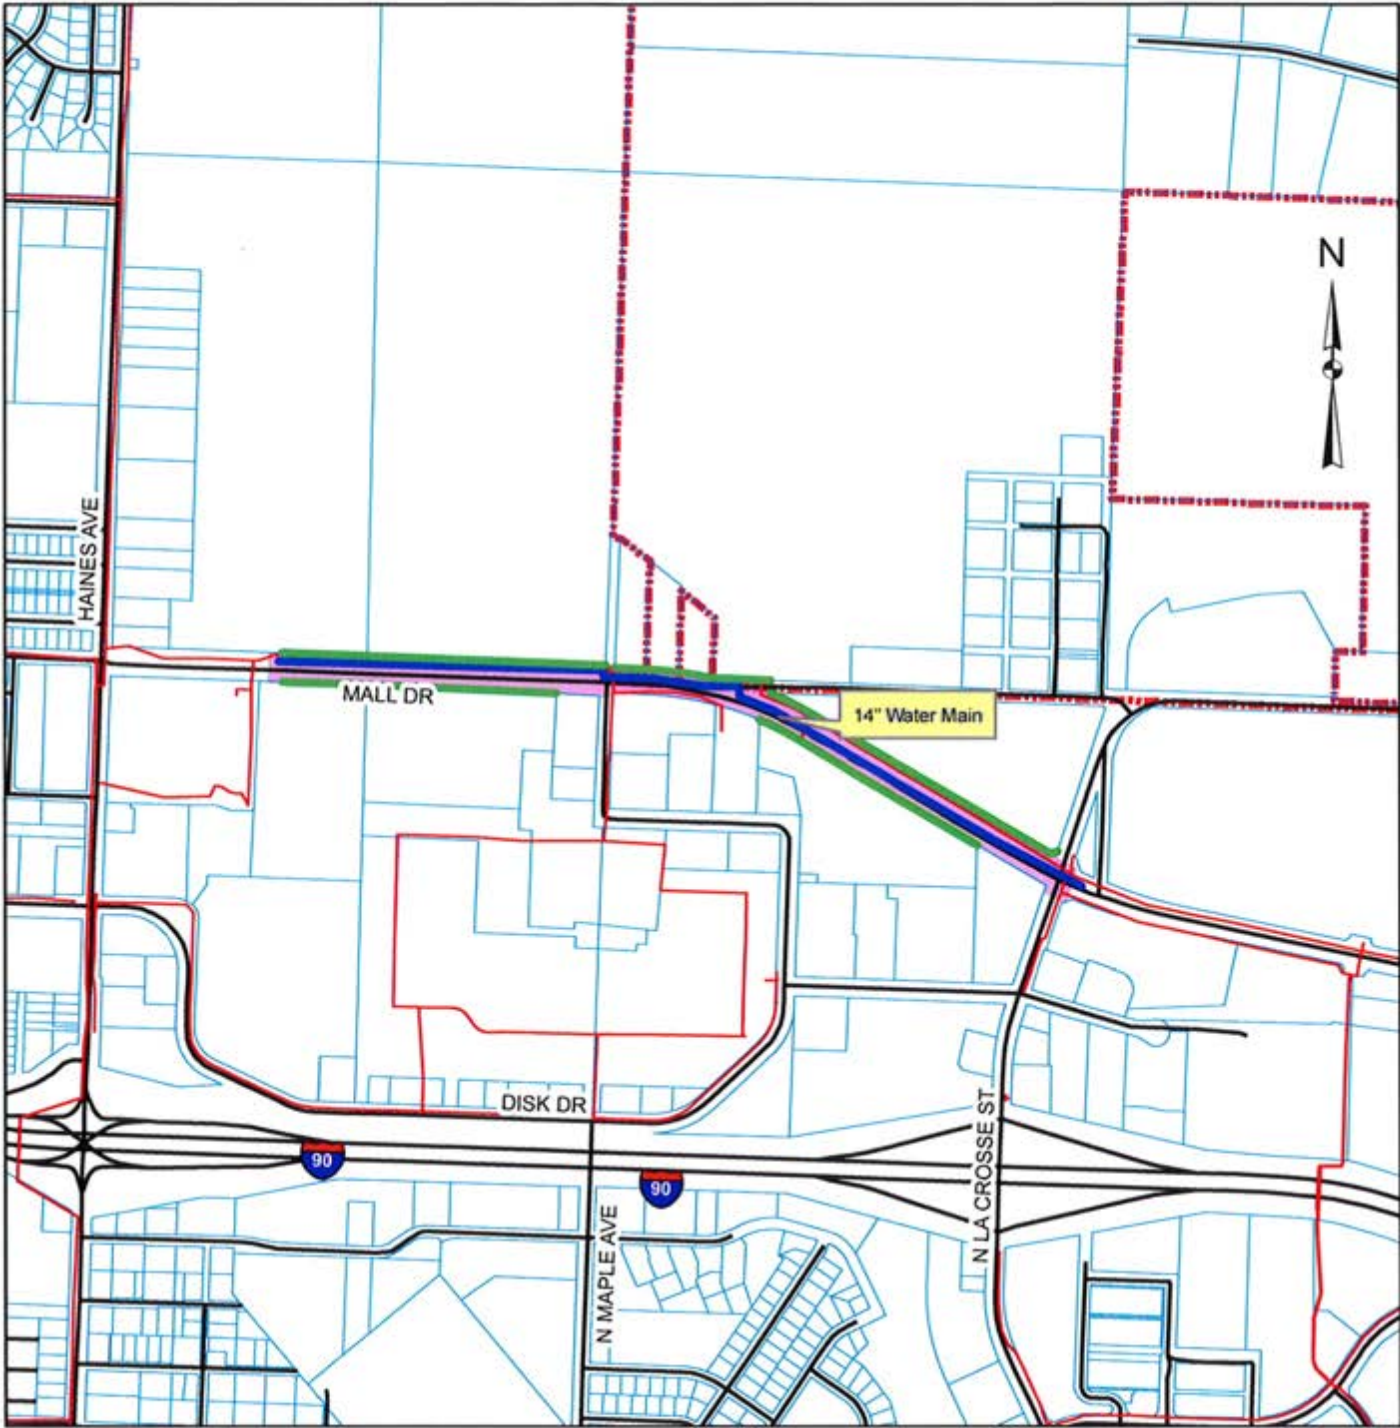 N
HAINES AVE
MALL DR
14" Water Main
DISK DR
N LA CROSSE ST
90
90
N MAPLE AVE